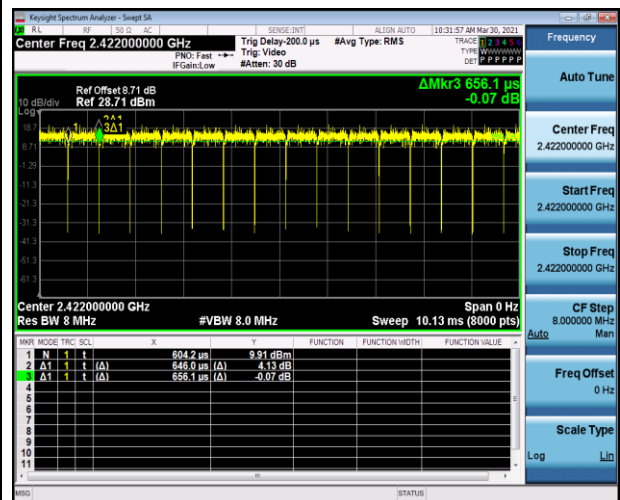 Keysight Spectrum Analyzer - Swept SA
RL RF 50 Ω AC SENSE:INT ALIGN AUTO 10:31:57 AM Mar 30, 2021
Center Freq 2.422000000 GHz
PNO: Fast
IFGain:Low
Trig Delay-200.0 µs
Trig: Video
#Atten: 30 dB
#Avg Type: RMS
TRACE 1 2 3 4 5 6
TYPE WWWWWW
DET P P P P P P
Frequency
Auto Tune
Center Freq
2.422000000 GHz
Start Freq
2.422000000 GHz
Stop Freq
2.422000000 GHz
CF Step
8.000000 MHz
Auto Man
Freq Offset
0 Hz
Scale Type
Log Lin
Ref Offset 8.71 dB
10 dB/div Ref 28.71 dBm
ΔMkr3 656.1 µs
-0.07 dB
Log
1
2Δ1
3Δ1
18.7
8.71
-1.29
-11.3
-21.3
-31.3
-41.3
-51.3
-61.3
Center 2.422000000 GHz Span 0 Hz
Res BW 8 MHz #VBW 8.0 MHz Sweep 10.13 ms (8000 pts)
MKR MODE TRC SCL X Y FUNCTION FUNCTION WIDTH FUNCTION VALUE
1 N 1 t 604.2 µs 9.91 dBm
2 Δ1 1 t (Δ) 646.0 µs (Δ) 4.13 dB
3 Δ1 1 t (Δ) 656.1 µs (Δ) -0.07 dB
4
5
6
7
8
9
10
11
MSG STATUS